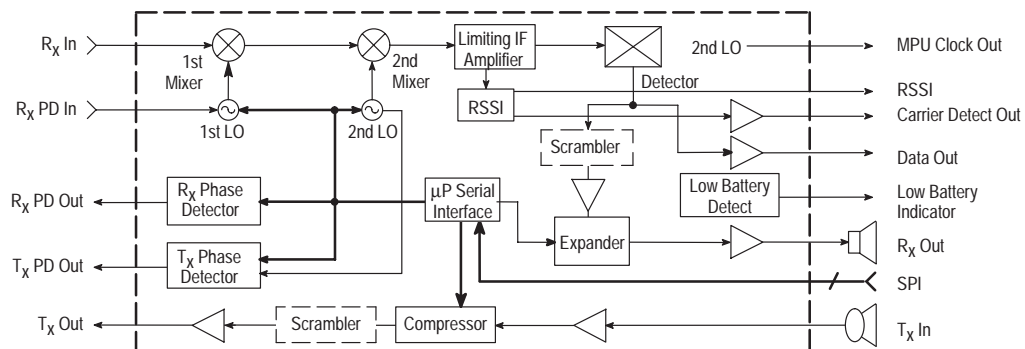 Rx In
1st
Mixer
2nd
Mixer
Limiting IF
Amplifier
2nd LO
MPU Clock Out
Detector
Rx PD In
1st LO
2nd LO
RSSI
RSSI
Carrier Detect Out
Scrambler
Data Out
Rx PD Out
Rx Phase
Detector
µP Serial
Interface
Low Battery
Detect
Low Battery
Indicator
Expander
Rx Out
Tx PD Out
Tx Phase
Detector
SPI
Tx Out
Scrambler
Compressor
Tx In